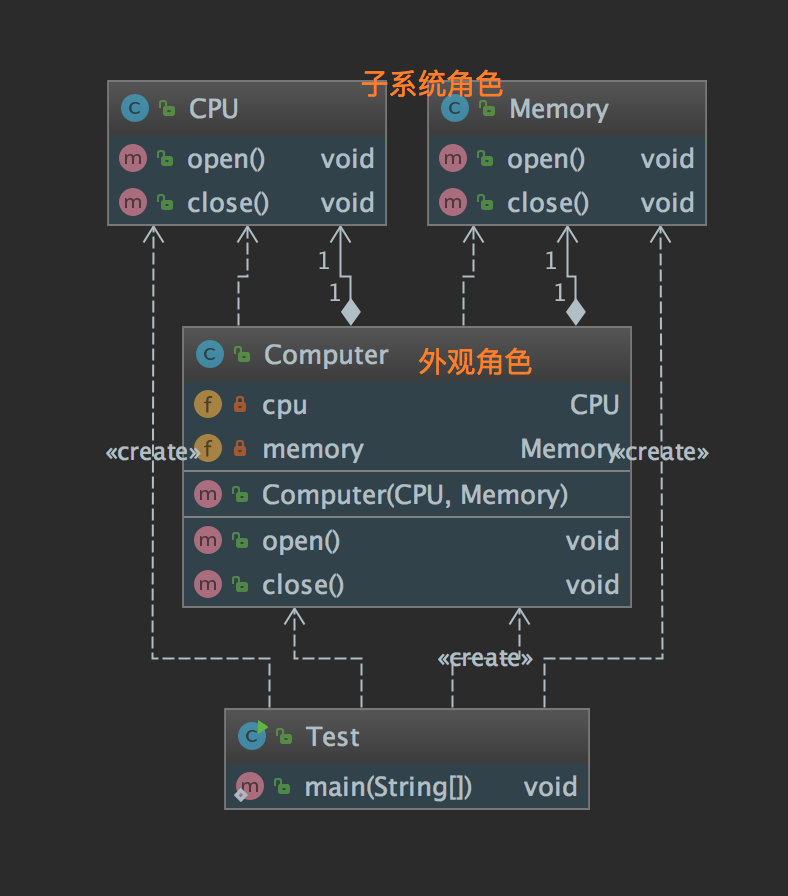 子系统角色
CPU
open() void
close() void
Memory
open() void
close() void
1
1
1
1
Computer
外观角色
cpu CPU
memory Memory
«create»
«create»
Computer(CPU, Memory)
open() void
close() void
«create»
Test
main(String[]) void